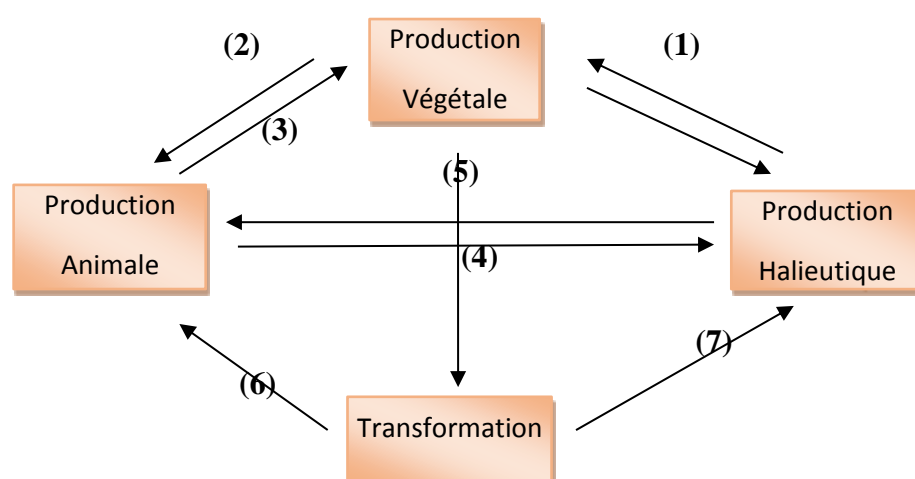 Production
Végétale
(2)
(1)
(3)
(5)
Production
Animale
Production
Halieutique
(4)
(7)
(6)
Transformation